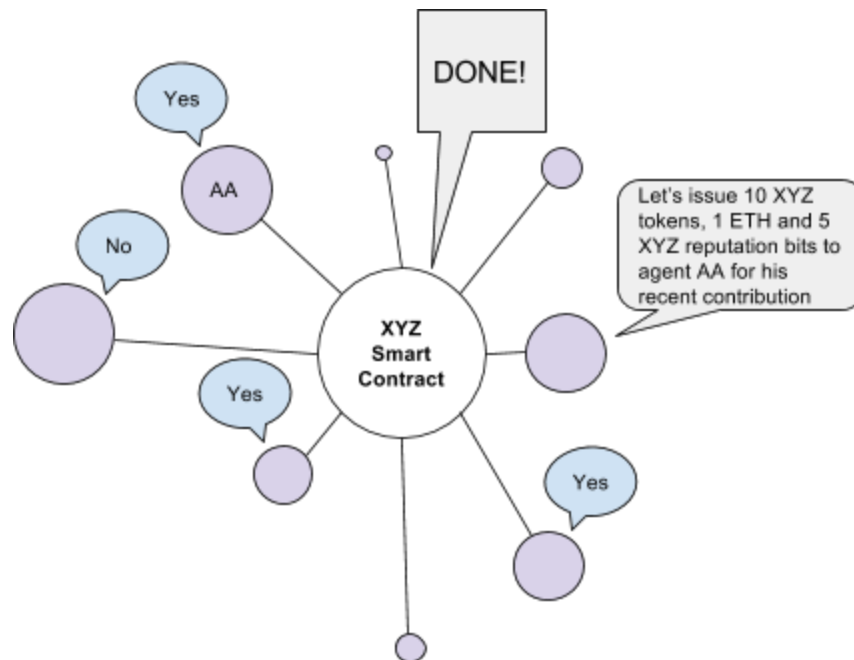 DONE!
Yes
AA
Let's issue 10 XYZ
tokens, 1 ETH and 5
XYZ reputation bits to
agent AA for his
recent contribution
No
XYZ
Smart
Contract
Yes
Yes